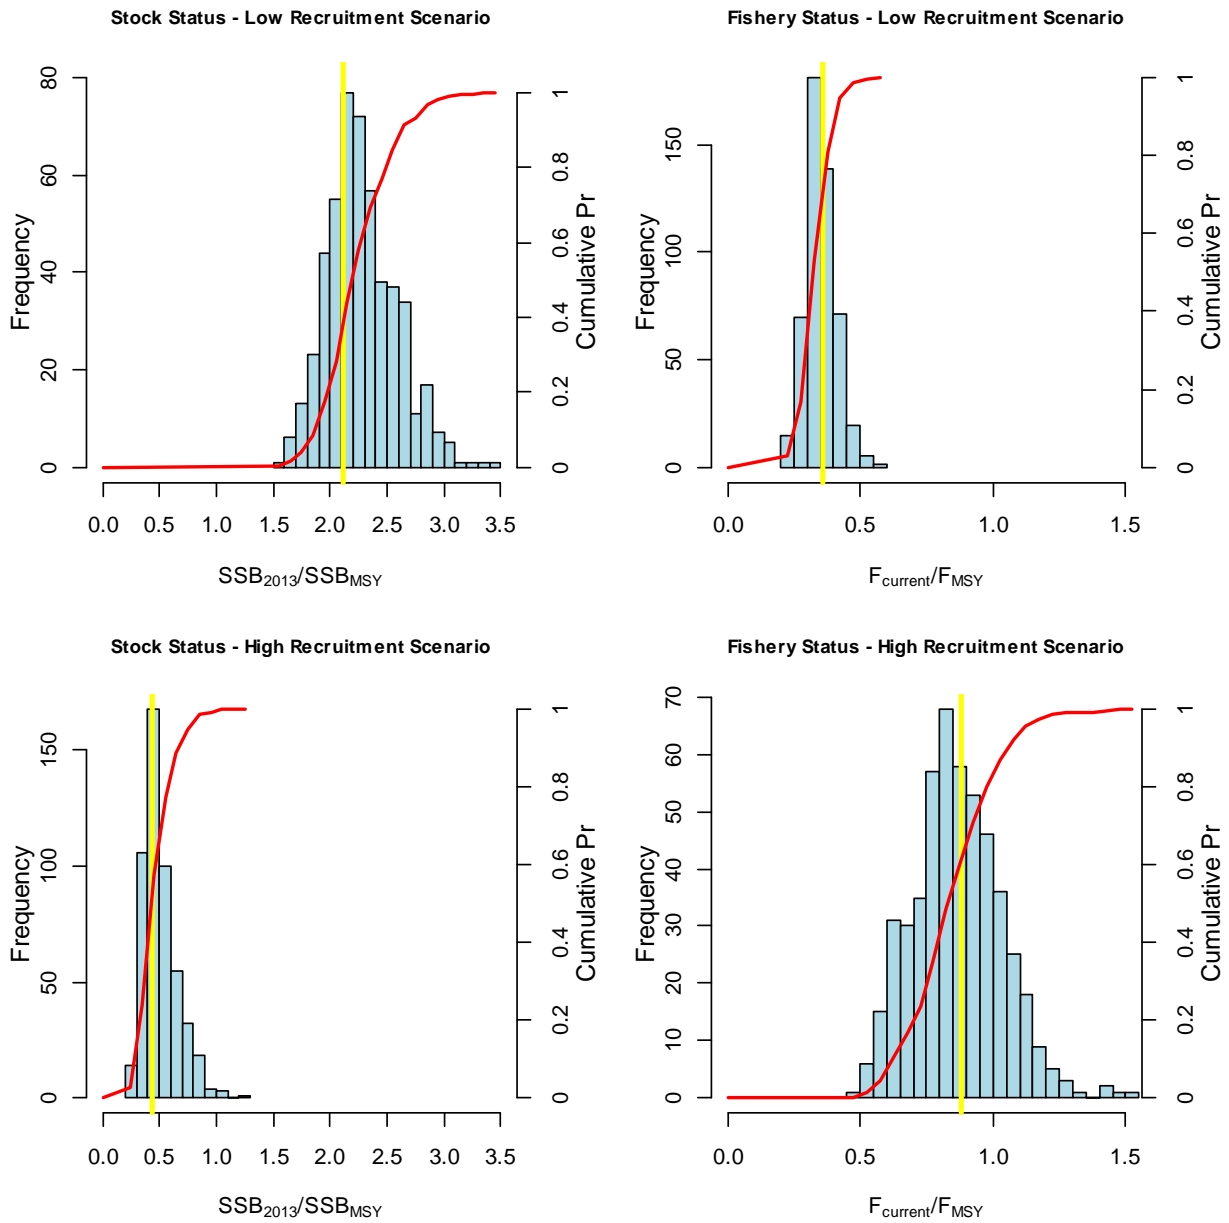 Stock Status - Low Recruitment Scenario
Frequency
0 20 40 60 80
Cumulative Pr
0 0.2 0.4 0.6 0.8 1
0.0 0.5 1.0 1.5 2.0 2.5 3.0 3.5
SSB2013/SSBMSY
Fishery Status - Low Recruitment Scenario
Frequency
0 50 100 150
Cumulative Pr
0 0.2 0.4 0.6 0.8 1
0.0 0.5 1.0 1.5
Fcurrent/FMSY
Stock Status - High Recruitment Scenario
Frequency
0 50 100 150
Cumulative Pr
0 0.2 0.4 0.6 0.8 1
0.0 0.5 1.0 1.5 2.0 2.5 3.0 3.5
SSB2013/SSBMSY
Fishery Status - High Recruitment Scenario
Frequency
0 10 20 30 40 50 60 70
Cumulative Pr
0 0.2 0.4 0.6 0.8 1
0.0 0.5 1.0 1.5
Fcurrent/FMSY